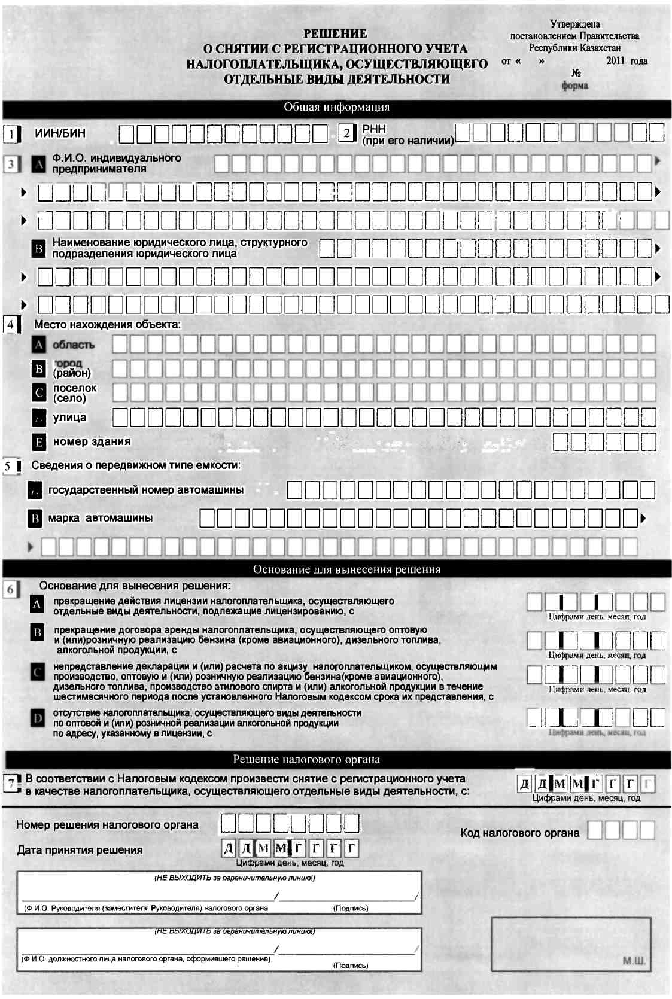 РЕШЕНИЕ
О СНЯТИИ С РЕГИСТРАЦИОННОГО УЧЕТА
НАЛОГОПЛАТЕЛЬЩИКА, ОСУЩЕСТВЛЯЮЩЕГО
ОТДЕЛЬНЫЕ ВИДЫ ДЕЯТЕЛЬНОСТИ
Утверждена
постановлением Правительства
Республики Казахстан
от « » 2011 года
№
форма
Общая информация
1 ИИН/БИН 2 РНН
(при его наличии)
3 A Ф.И.О. индивидуального
предпринимателя
B Наименование юридического лица, структурного
подразделения юридического лица
4 Место нахождения объекта:
A область
B город
(район)
C поселок
(село)
улица
E номер здания
5 Сведения о передвижном типе емкости:
государственный номер автомашины
B марка автомашины
Основание для вынесения решения
6 Основание для вынесения решения:
A прекращение действия лицензии налогоплательщика, осуществляющего
отдельные виды деятельности, подлежащие лицензированию, с
Цифрами день, месяц, год
B прекращение договора аренды налогоплательщика, осуществляющего оптовую
и (или)розничную реализацию бензина (кроме авиационного), дизельного топлива,
алкогольной продукции, с
Цифрами день, месяц, год
C непредставление декларации и (или) расчета по акцизу налогоплательщиком, осуществляющим
производство, оптовую и (или) розничную реализацию бензина(кроме авиационного),
дизельного топлива, производство этилового спирта и (или) алкогольной продукции в течение
шестимесячного периода после установленного Налоговым кодексом срока их представления, с
Цифрами день, месяц, год
D отсутствие налогоплательщика, осуществляющего виды деятельности
по оптовой и (или) розничной реализации алкогольной продукции
по адресу, указанному в лицензии, с
Цифрами день, месяц, год
Решение налогового органа
7 В соответствии с Налоговым кодексом произвести снятие с регистрационного учета
в качестве налогоплательщика, осуществляющего отдельные виды деятельности, с:
Д Д М М Г Г Г Г
Цифрами день, месяц, год
Номер решения налогового органа
Код налогового органа
Дата принятия решения Д Д М М Г Г Г Г
Цифрами день, месяц, год
(НЕ ВЫХОДИТЬ за ограничительную линию!)
/ /
(Ф И.О. Руководителя (заместителя Руководителя) налогового органа (Подпись)
(НЕ ВЫХОДИТЬ за ограничительную линию!)
/ /
(Ф И О должностного лица налогового органа, оформившего решение) (Подпись)
М.Ш.